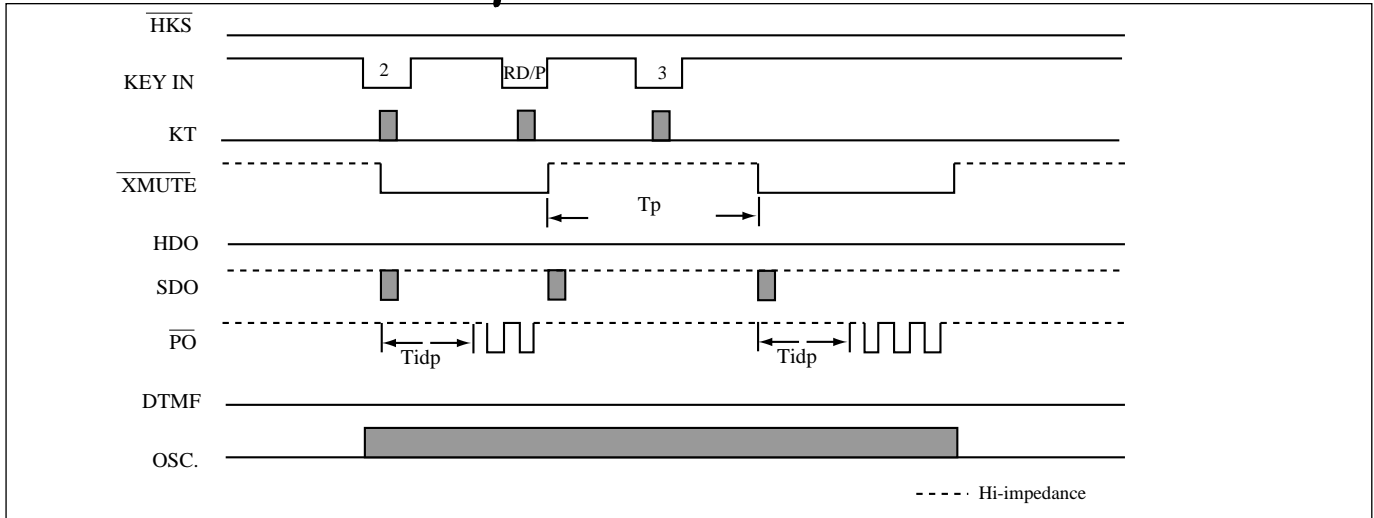 HKS
KEY IN 2 RD/P 3
KT
XMUTE
Tp
HDO
SDO
PO
Tidp Tidp
DTMF
OSC.
Hi-impedance